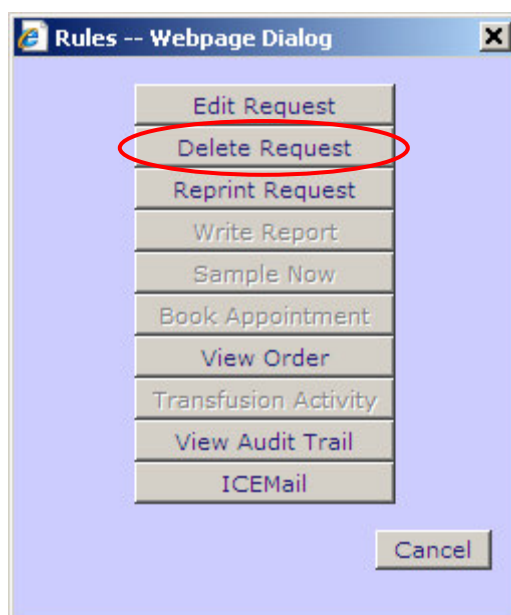 Rules -- Webpage Dialog
Edit Request
Delete Request
Reprint Request
Write Report
Sample Now
Book Appointment
View Order
Transfusion Activity
View Audit Trail
ICEMail
Cancel